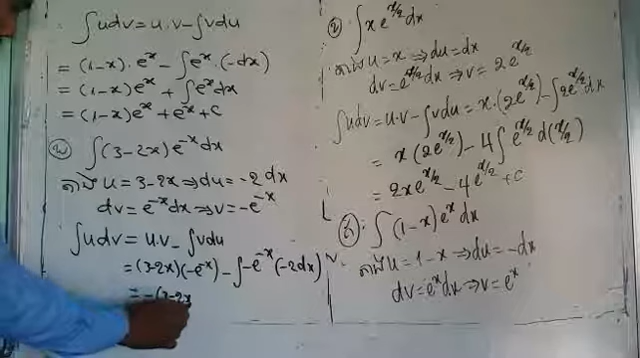 ∫udv = u.v - ∫vdu
= (1-x).e^x - ∫e^x.(-dx)
= (1-x)e^x + ∫e^x dx
= (1-x)e^x + e^x + c
∫(3-2x)e^-x dx
u = 3-2x ⇒ du = -2dx
dv = e^-x dx ⇒ v = -e^-x
∫udv = u.v - ∫vdu
= (3-2x)(-e^-x) - ∫-e^-x(-2dx)
= -(3-2x
∫x e^x/2 dx
u = x ⇒ du = dx
dv = e^x/2 dx ⇒ v = 2e^x/2
∫udv = u.v - ∫vdu = x.(2e^x/2) - ∫2e^x/2 dx
= x(2e^x/2) - 4∫e^x/2 d(x/2)
= 2xe^x/2 - 4e^x/2 + c
∫(1-x)e^x dx
u = 1-x ⇒ du = -dx
dv = e^x dx ⇒ v = e^x